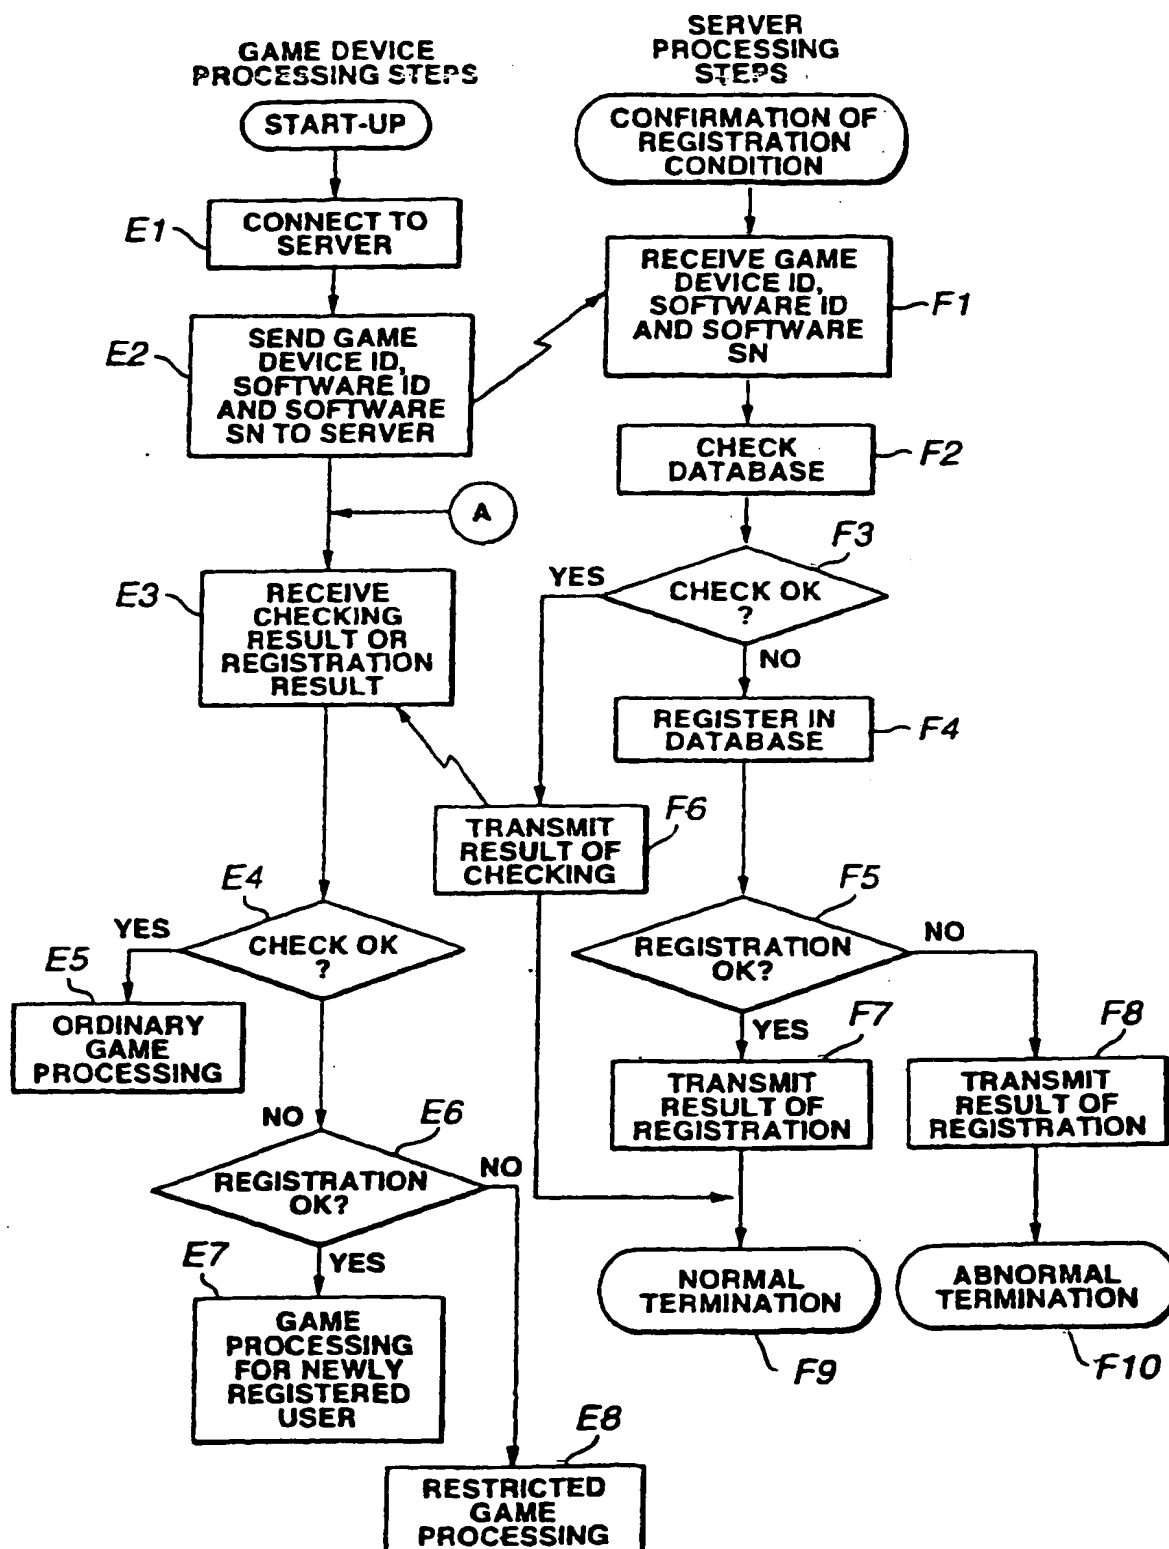 GAME DEVICE
PROCESSING STEPS
START-UP
E1
CONNECT TO
SERVER
E2
SEND GAME
DEVICE ID,
SOFTWARE ID
AND SOFTWARE
SN TO SERVER
A
E3
RECEIVE
CHECKING
RESULT OR
REGISTRATION
RESULT
E4
CHECK OK
?
YES
E5
ORDINARY
GAME
PROCESSING
NO
E6
REGISTRATION
OK?
NO
YES
E7
GAME
PROCESSING
FOR NEWLY
REGISTERED
USER
E8
RESTRICTED
GAME
PROCESSING
SERVER
PROCESSING
STEPS
CONFIRMATION OF
REGISTRATION
CONDITION
RECEIVE GAME
DEVICE ID,
SOFTWARE ID
AND SOFTWARE
SN
F1
CHECK
DATABASE
F2
F3
YES
CHECK OK
?
NO
REGISTER IN
DATABASE
F4
F6
TRANSMIT
RESULT OF
CHECKING
F5
REGISTRATION
OK?
NO
YES
F7
TRANSMIT
RESULT OF
REGISTRATION
F8
TRANSMIT
RESULT OF
REGISTRATION
NORMAL
TERMINATION
F9
ABNORMAL
TERMINATION
F10